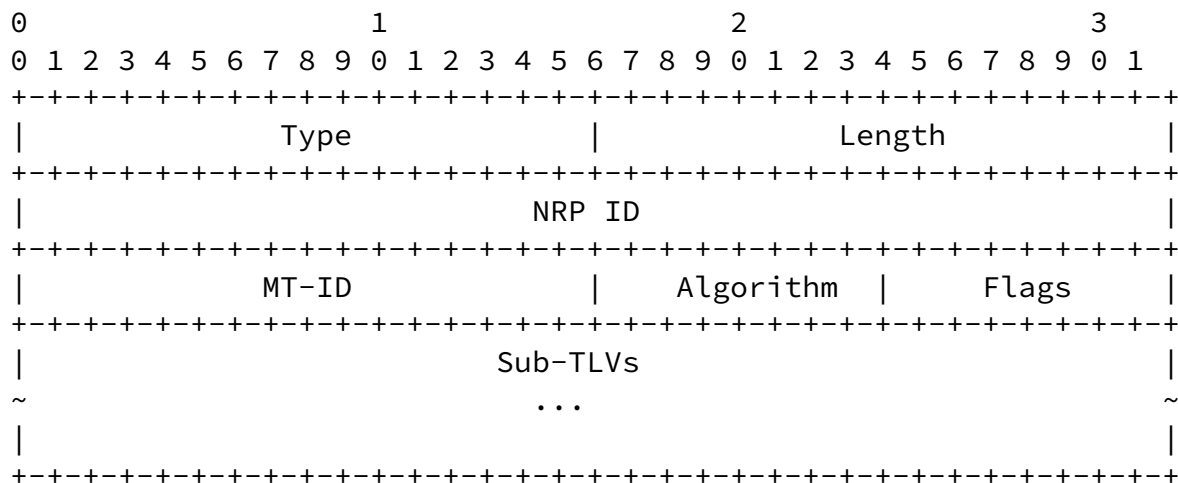 0                   1                   2                   3
0 1 2 3 4 5 6 7 8 9 0 1 2 3 4 5 6 7 8 9 0 1 2 3 4 5 6 7 8 9 0 1
+-+-+-+-+-+-+-+-+-+-+-+-+-+-+-+-+-+-+-+-+-+-+-+-+-+-+-+-+-+-+-+-+
|              Type             |             Length            |
+-+-+-+-+-+-+-+-+-+-+-+-+-+-+-+-+-+-+-+-+-+-+-+-+-+-+-+-+-+-+-+-+
|                            NRP ID                             |
+-+-+-+-+-+-+-+-+-+-+-+-+-+-+-+-+-+-+-+-+-+-+-+-+-+-+-+-+-+-+-+-+
|             MT-ID             |    Algorithm  |     Flags     |
+-+-+-+-+-+-+-+-+-+-+-+-+-+-+-+-+-+-+-+-+-+-+-+-+-+-+-+-+-+-+-+-+
|                          Sub-TLVs                             |
~                            ...                                ~
|                                                               |
+-+-+-+-+-+-+-+-+-+-+-+-+-+-+-+-+-+-+-+-+-+-+-+-+-+-+-+-+-+-+-+-+